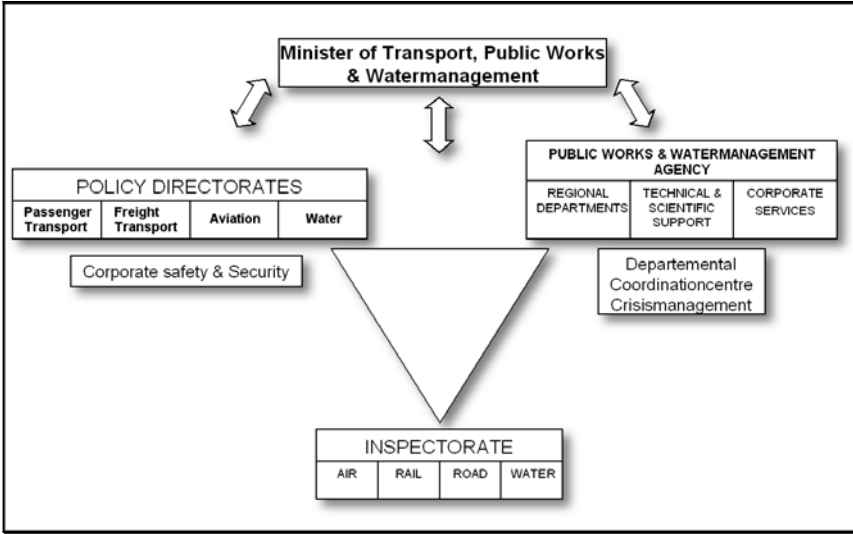 Minister of Transport, Public Works
& Watermanagement
POLICY DIRECTORATES
Passenger Transport
Freight Transport
Aviation
Water
Corporate safety & Security
PUBLIC WORKS & WATERMANAGEMENT
AGENCY
REGIONAL DEPARTMENTS
TECHNICAL & SCIENTIFIC SUPPORT
CORPORATE SERVICES
Departemental
Coordinationcentre
Crisismanagement
INSPECTORATE
AIR
RAIL
ROAD
WATER